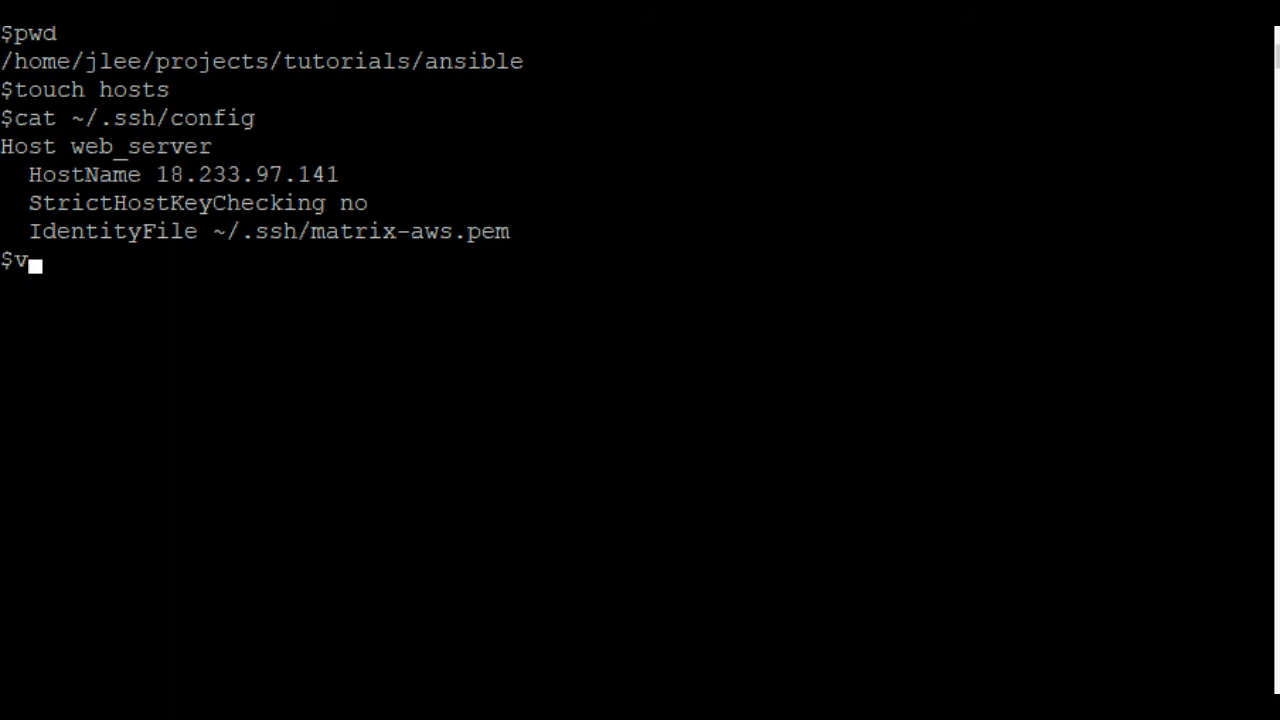 $pwd
/home/jlee/projects/tutorials/ansible
$touch hosts
$cat ~/.ssh/config
Host web_server
  HostName 18.233.97.141
  StrictHostKeyChecking no
  IdentityFile ~/.ssh/matrix-aws.pem
$v